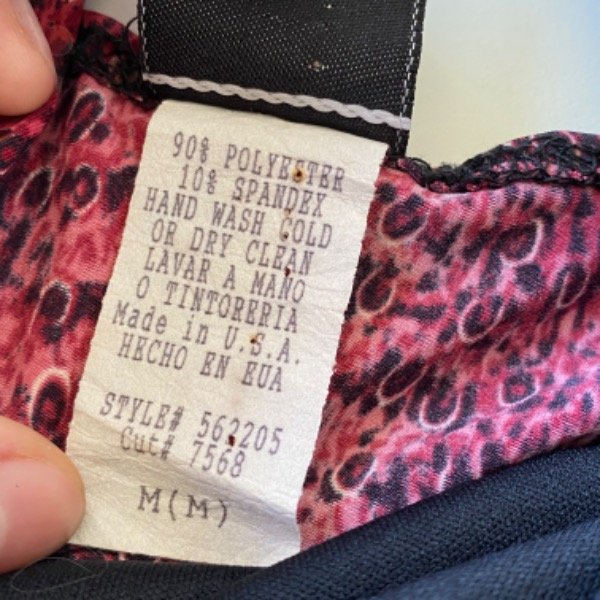 90% POLYESTER
10% SPANDEX
HAND WASH COLD
OR DRY CLEAN
LAVAR A MANO
O TINTORERIA
Made in U.S.A.
HECHO EN EUA
STYLE# 562205
Cut# 7568
M(M)